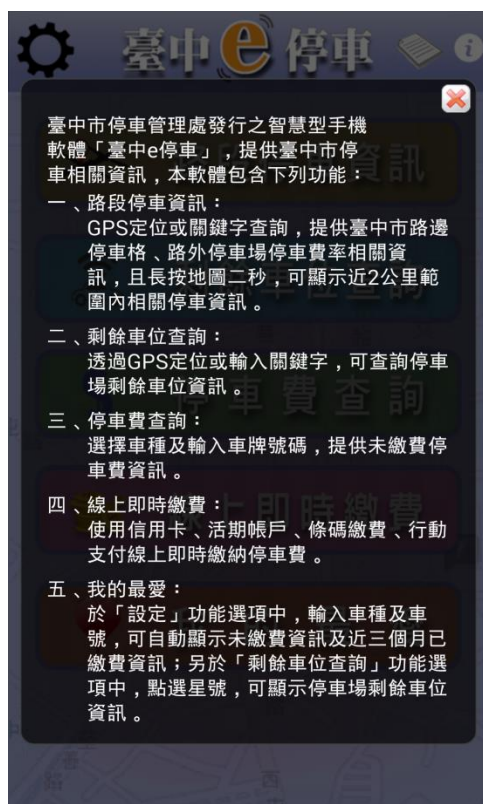 臺中e停車
臺中市停車管理處發行之智慧型手機
軟體「臺中e停車」,提供臺中市停
車相關資訊,本軟體包含下列功能:
一、路段停車資訊:
GPS定位或關鍵字查詢,提供臺中市路邊
停車格、路外停車場停車費率相關資
訊,且長按地圖二秒,可顯示近2公里範
圍內相關停車資訊。
二、剩餘車位查詢:
透過GPS定位或輸入關鍵字,可查詢停車
場剩餘車位資訊。
三、停車費查詢:
選擇車種及輸入車牌號碼,提供未繳費停
車費資訊。
四、線上即時繳費:
使用信用卡、活期帳戶、條碼繳費、行動
支付線上即時繳納停車費。
五、我的最愛:
於「設定」功能選項中,輸入車種及車
號,可自動顯示未繳費資訊及近三個月已
繳費資訊;另於「剩餘車位查詢」功能選
項中,點選星號,可顯示停車場剩餘車位
資訊。